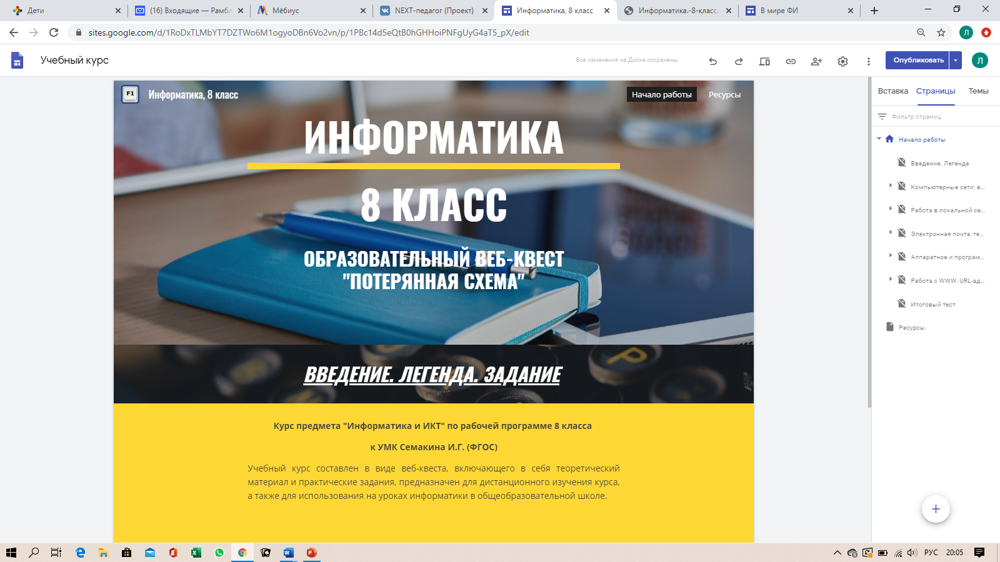 Дети
(16) Входящие — Рамбл
Мёбиус
NEXT-педагог (Проект)
Информатика, 8 класс
Информатика.-8-класс.
В мире ФИ
sites.google.com/d/1RoDxTLMbYT7DZTWo6M1ogyoDBn6Vo2vn/p/1PBc14d5eQtB0hGHHoiPNFgUyG4aT5_pX/edit
Л
Учебный курс
Все изменения на Диске сохранены
Опубликовать
Л
F1
Информатика, 8 класс
Начало работы
Ресурсы
ИНФОРМАТИКА
8 КЛАСС
ОБРАЗОВАТЕЛЬНЫЙ ВЕБ-КВЕСТ
"ПОТЕРЯННАЯ СХЕМА"
ВВЕДЕНИЕ. ЛЕГЕНДА. ЗАДАНИЕ
Курс предмета "Информатика и ИКТ" по рабочей программе 8 класса
к УМК Семакина И.Г. (ФГОС)
Учебный курс составлен в виде веб-квеста, включающего в себя теоретический
материал и практические задания, предназначен для дистанционного изучения курса,
а также для использования на уроках информатики в общеобразовательной школе.
Вставка
Страницы
Темы
Фильтр страниц
Начало работы
Введение. Легенда
Компьютерные сети: в...
Работа в локальной се...
Электронная почта, те...
Аппаратное и програм...
Работа с WWW: URL-ад...
Итоговый тест
Ресурсы
РУС
20:05